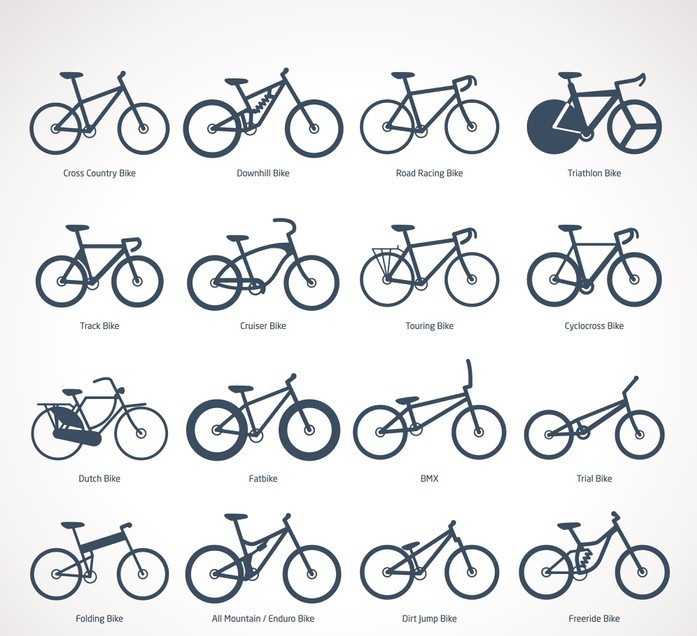 Cross Country Bike
Downhill Bike
Road Racing Bike
Triathlon Bike
Track Bike
Cruiser Bike
Touring Bike
Cyclocross Bike
Dutch Bike
Fatbike
BMX
Trial Bike
Folding Bike
All Mountain / Enduro Bike
Dirt Jump Bike
Freeride Bike